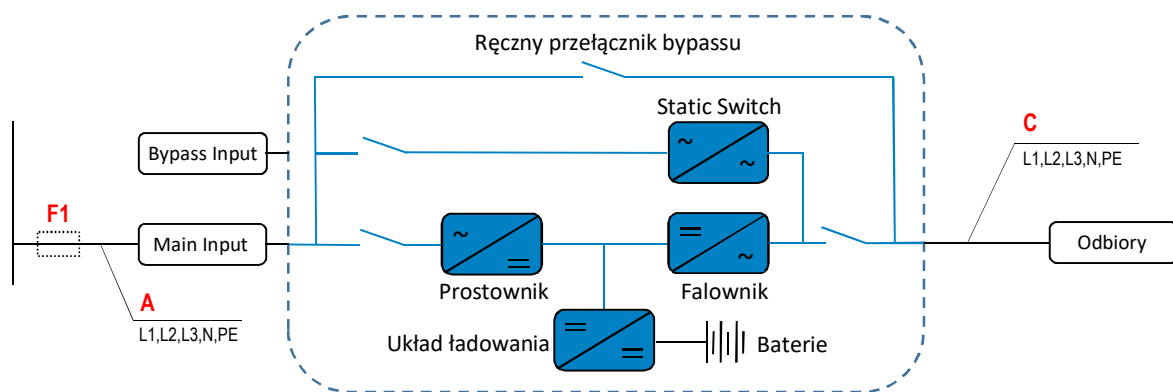 Ręczny przełącznik bypassu
Static Switch
~
~
C
L1,L2,L3,N,PE
Bypass Input
F1
Main Input
~
~
Odbiory
Prostownik
Falownik
A
L1,L2,L3,N,PE
Układ ładowania
Baterie